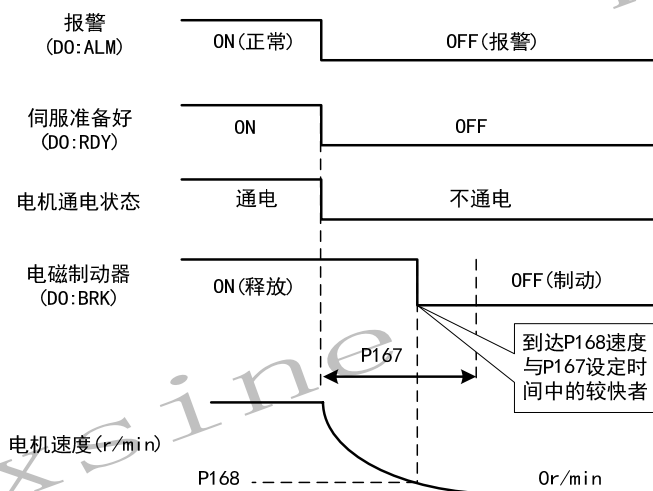 报警
(DO:ALM)
ON(正常)
OFF(报警)
伺服准备好
(DO:RDY)
ON
OFF
电机通电状态
通电
不通电
电磁制动器
(DO:BRK)
ON(释放)
OFF(制动)
到达P168速度
与P167设定时
间中的较快者
P167
电机速度(r/min)
P168
0r/min
xsine